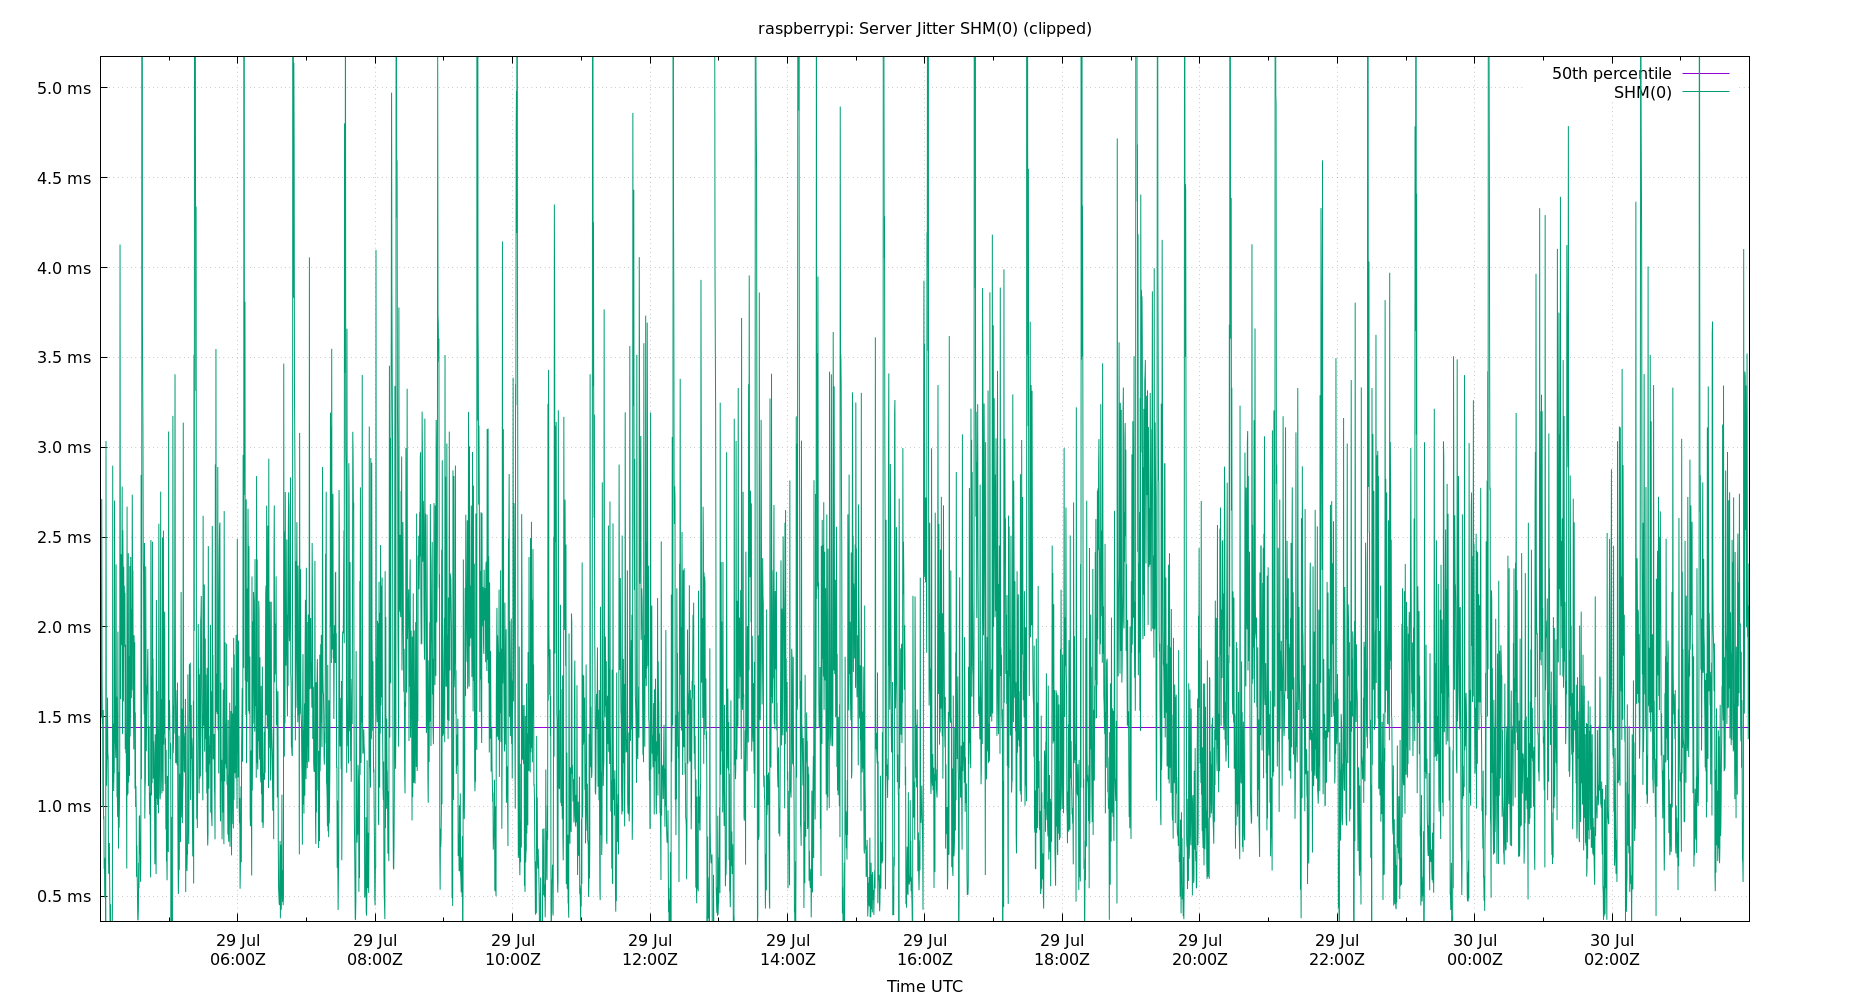 raspberrypi: Server Jitter SHM(0) (clipped)
50th percentile
SHM(0)
5.0 ms
4.5 ms
4.0 ms
3.5 ms
3.0 ms
2.5 ms
2.0 ms
1.5 ms
1.0 ms
0.5 ms
29 Jul 29 Jul 29 Jul 29 Jul 29 Jul 29 Jul 29 Jul 29 Jul 29 Jul 30 Jul 30 Jul
06:00Z 08:00Z 10:00Z 12:00Z 14:00Z 16:00Z 18:00Z 20:00Z 22:00Z 00:00Z 02:00Z
Time UTC